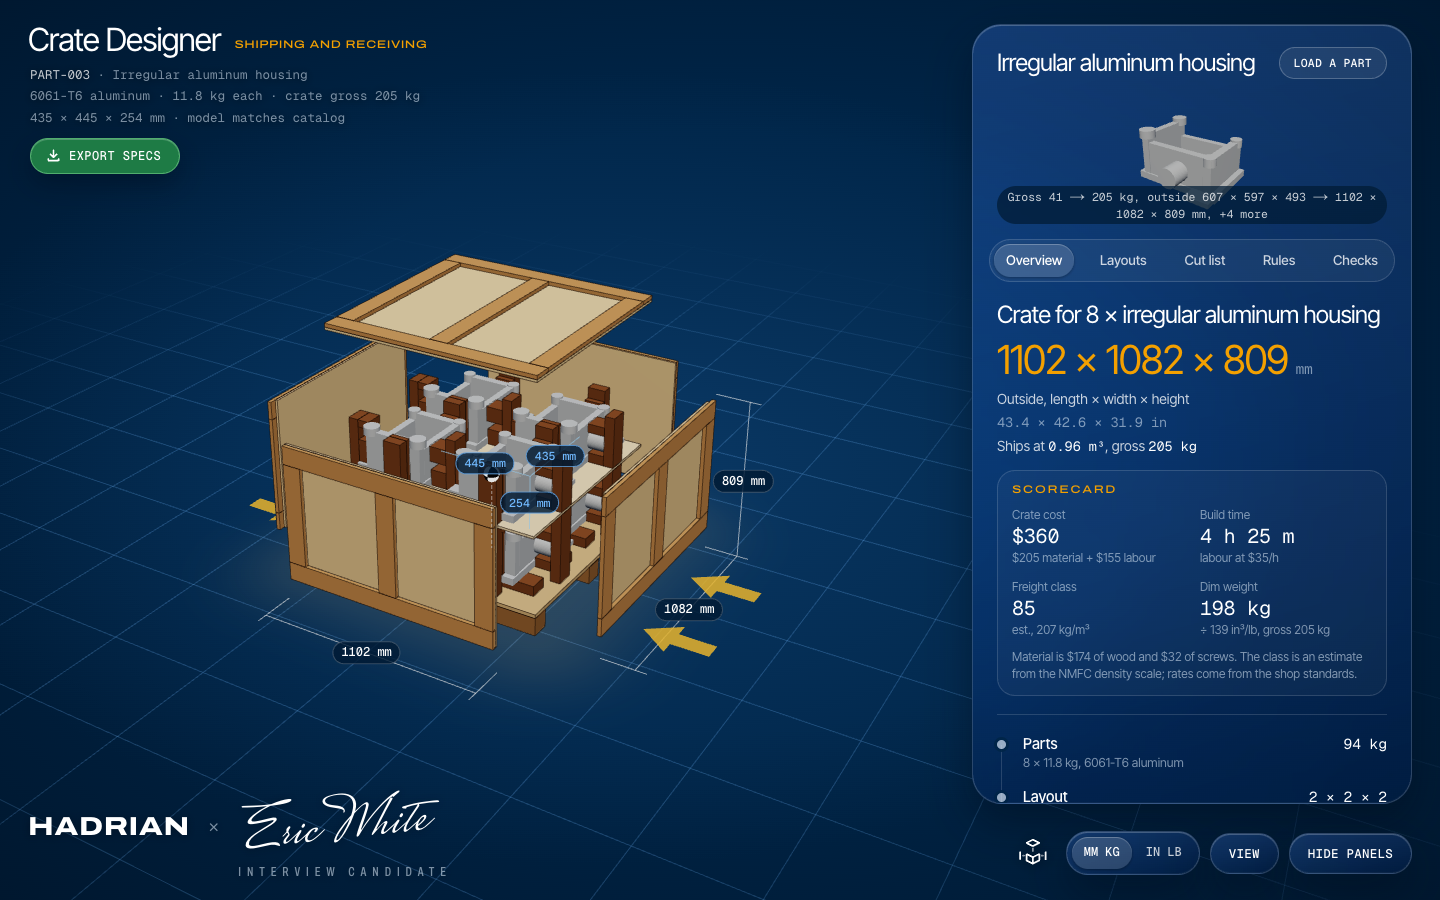 Crate Designer SHIPPING AND RECEIVING
PART-003 · Irregular aluminum housing
6061-T6 aluminum · 11.8 kg each · crate gross 205 kg
435 × 445 × 254 mm · model matches catalog
EXPORT SPECS
445 mm
435 mm
254 mm
809 mm
1082 mm
1102 mm
HADRIAN × Eric White
INTERVIEW CANDIDATE
Irregular aluminum housing LOAD A PART
Gross 41 → 205 kg, outside 607 × 597 × 493 → 1102 ×
1082 × 809 mm, +4 more
Overview Layouts Cut list Rules Checks
Crate for 8 × irregular aluminum housing
1102 × 1082 × 809 mm
Outside, length × width × height
43.4 × 42.6 × 31.9 in
Ships at 0.96 m³, gross 205 kg
SCORECARD
Crate cost Build time
$360 4 h 25 m
$205 material + $155 labour labour at $35/h
Freight class Dim weight
85 198 kg
est., 207 kg/m³ ÷ 139 in³/lb, gross 205 kg
Material is $174 of wood and $32 of screws. The class is an estimate
from the NMFC density scale; rates come from the shop standards.
Parts 94 kg
8 × 11.8 kg, 6061-T6 aluminum
Layout 2 × 2 × 2
MM KG IN LB VIEW HIDE PANELS